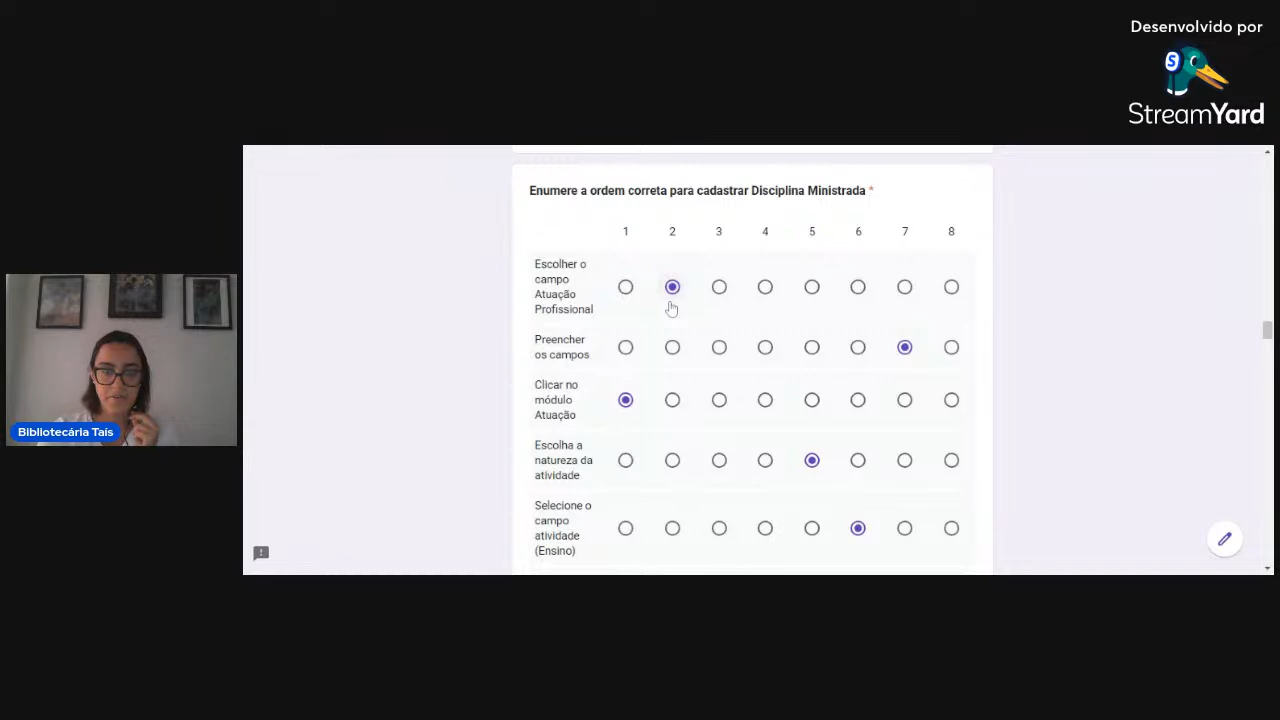 Desenvolvido por
StreamYard
Enumere a ordem correta para cadastrar Disciplina Ministrada *
1 2 3 4 5 6 7 8
Escolher o
campo
Atuação
Profissional
Preencher
os campos
Clicar no
módulo
Atuação
Escolha a
natureza da
atividade
Selecione o
campo
atividade
(Ensino)
Bibliotecária Taís